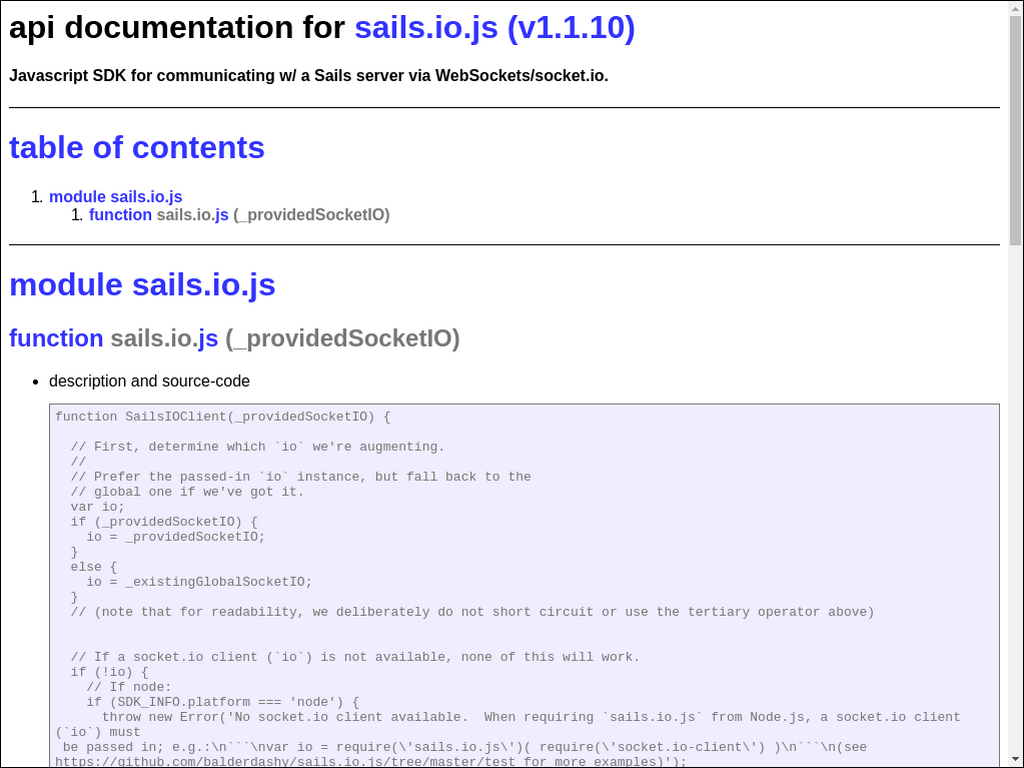 api documentation for sails.io.js (v1.1.10)
Javascript SDK for communicating w/ a Sails server via WebSockets/socket.io.
table of contents
1. module sails.io.js
1. function sails.io.js (_providedSocketIO)
module sails.io.js
function sails.io.js (_providedSocketIO)
• description and source-code
function SailsIOClient(_providedSocketIO) {
// First, determine which `io` we're augmenting.
//
// Prefer the passed-in `io` instance, but fall back to the
// global one if we've got it.
var io;
if (_providedSocketIO) {
io = _providedSocketIO;
}
else {
io = _existingGlobalSocketIO;
}
// (note that for readability, we deliberately do not short circuit or use the tertiary operator above)
// If a socket.io client (`io`) is not available, none of this will work.
if (!io) {
// If node:
if (SDK_INFO.platform === 'node') {
throw new Error('No socket.io client available.  When requiring `sails.io.js` from Node.js, a socket.io client
(`io`) must
be passed in; e.g.:\n```\nvar io = require(\'sails.io.js\')( require(\'socket.io-client\') )\n```\n(see
https://github.com/balderdashy/sails.io.js/tree/master/test for more examples)');